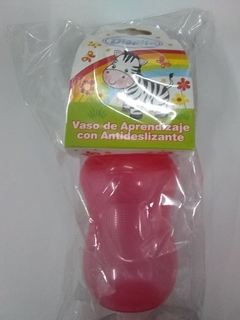 Vaso de Aprendizaje
con Antideslizante